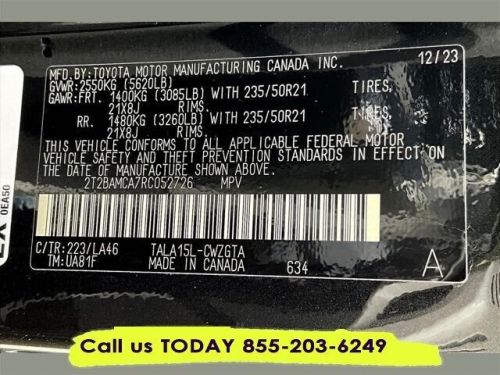 MFD.BY: TOYOTA MOTOR MANUFACTURING CANADA INC. 12/23
GVWR: 2550KG (5620LB)
GAWR: FRT. 1400KG (3085LB) WITH 235/50R21 TIRES,
21X8J RIMS.
RR. 1480KG (3260LB) WITH 235/50R21 TIRES,
21X8J RIMS.
THIS VEHICLE CONFORMS TO ALL APPLICABLE FEDERAL MOTOR
VEHICLE SAFETY STANDARDS IN EFFECT ON
THE DATE OF MANUFACTURE SHOWN ABOVE.
2T2BAMCA7RC052726 MPV
C/TR: 223/LA46 TALA15L-CWZGTA
TM: UA81F MADE IN CANADA 634 A
0EA50
Call us TODAY 855-203-6249